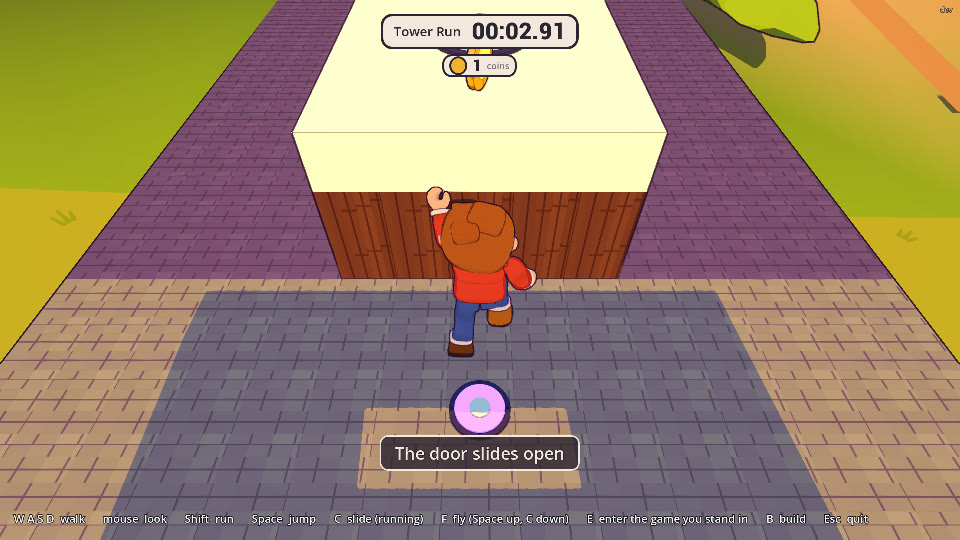 dev
Tower Run 00:02.91
1 coins
The door slides open
W A S D walk mouse look Shift run Space jump C slide (running) F fly (Space up, C down) E enter the game you stand in B build Esc quit